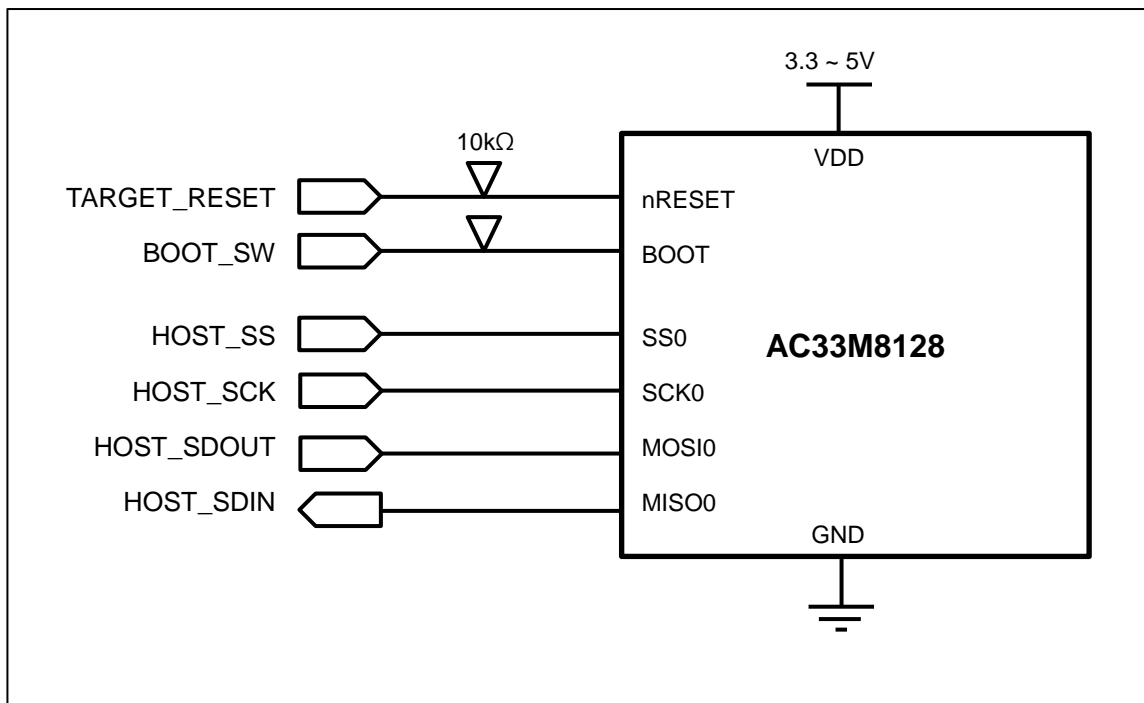 3.3 ~ 5V
10kΩ
VDD
TARGET_RESET
nRESET
BOOT_SW
BOOT
HOST_SS
SS0
AC33M8128
HOST_SCK
SCK0
HOST_SDOUT
MOSI0
HOST_SDIN
MISO0
GND